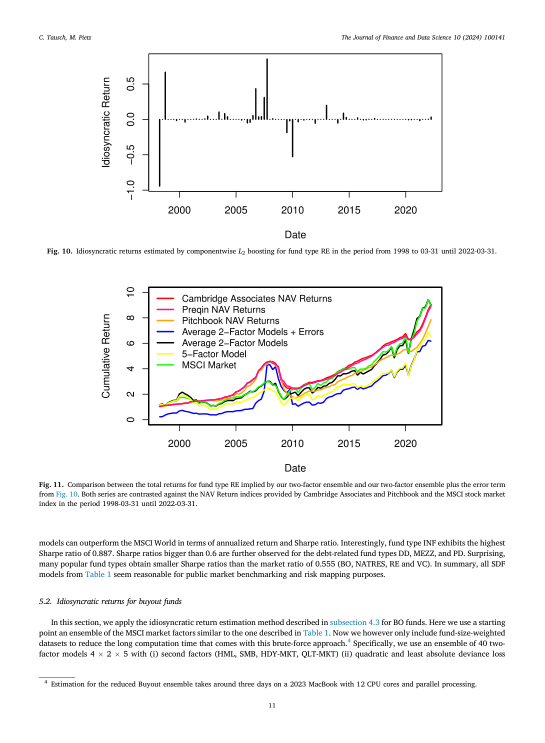 C. Tausch, M. Pietz
The Journal of Finance and Data Science 10 (2024) 100141
Idiosyncratic Return
0.5
0.0
−0.5
−1.0
2000 2005 2010 2015 2020
Date
Fig. 10. Idiosyncratic returns estimated by componentwise L2 boosting for fund type RE in the period from 1998 to 03-31 until 2022-03-31.
Cumulative Return
10
8
6
4
2
0
Cambridge Associates NAV Returns
Preqin NAV Returns
Pitchbook NAV Returns
Average 2−Factor Models + Errors
Average 2−Factor Models
5−Factor Model
MSCI Market
2000 2005 2010 2015 2020
Date
Fig. 11. Comparison between the total returns for fund type RE implied by our two-factor ensemble and our two-factor ensemble plus the error term
from Fig. 10. Both series are contrasted against the NAV Return indices provided by Cambridge Associates and Pitchbook and the MSCI stock market
index in the period 1998-03-31 until 2022-03-31.
models can outperform the MSCI World in terms of annualized return and Sharpe ratio. Interestingly, fund type INF exhibits the highest
Sharpe ratio of 0.887. Sharpe ratios bigger than 0.6 are further observed for the debt-related fund types DD, MEZZ, and PD. Surprising,
many popular fund types obtain smaller Sharpe ratios than the market ratio of 0.555 (BO, NATRES, RE and VC). In summary, all SDF
models from Table 1 seem reasonable for public market benchmarking and risk mapping purposes.
5.2. Idiosyncratic returns for buyout funds
In this section, we apply the idiosyncratic return estimation method described in subsection 4.3 for BO funds. Here we use a starting
point an ensemble of the MSCI market factors similar to the one described in Table 1. Now we however only include fund-size-weighted
datasets to reduce the long computation time that comes with this brute-force approach.4 Specifically, we use an ensemble of 40 two-
factor models 4 × 2 × 5 with (i) second factors (HML, SMB, HDY-MKT, QLT-MKT) (ii) quadratic and least absolute deviance loss
4 Estimation for the reduced Buyout ensemble takes around three days on a 2023 MacBook with 12 CPU cores and parallel processing.
11